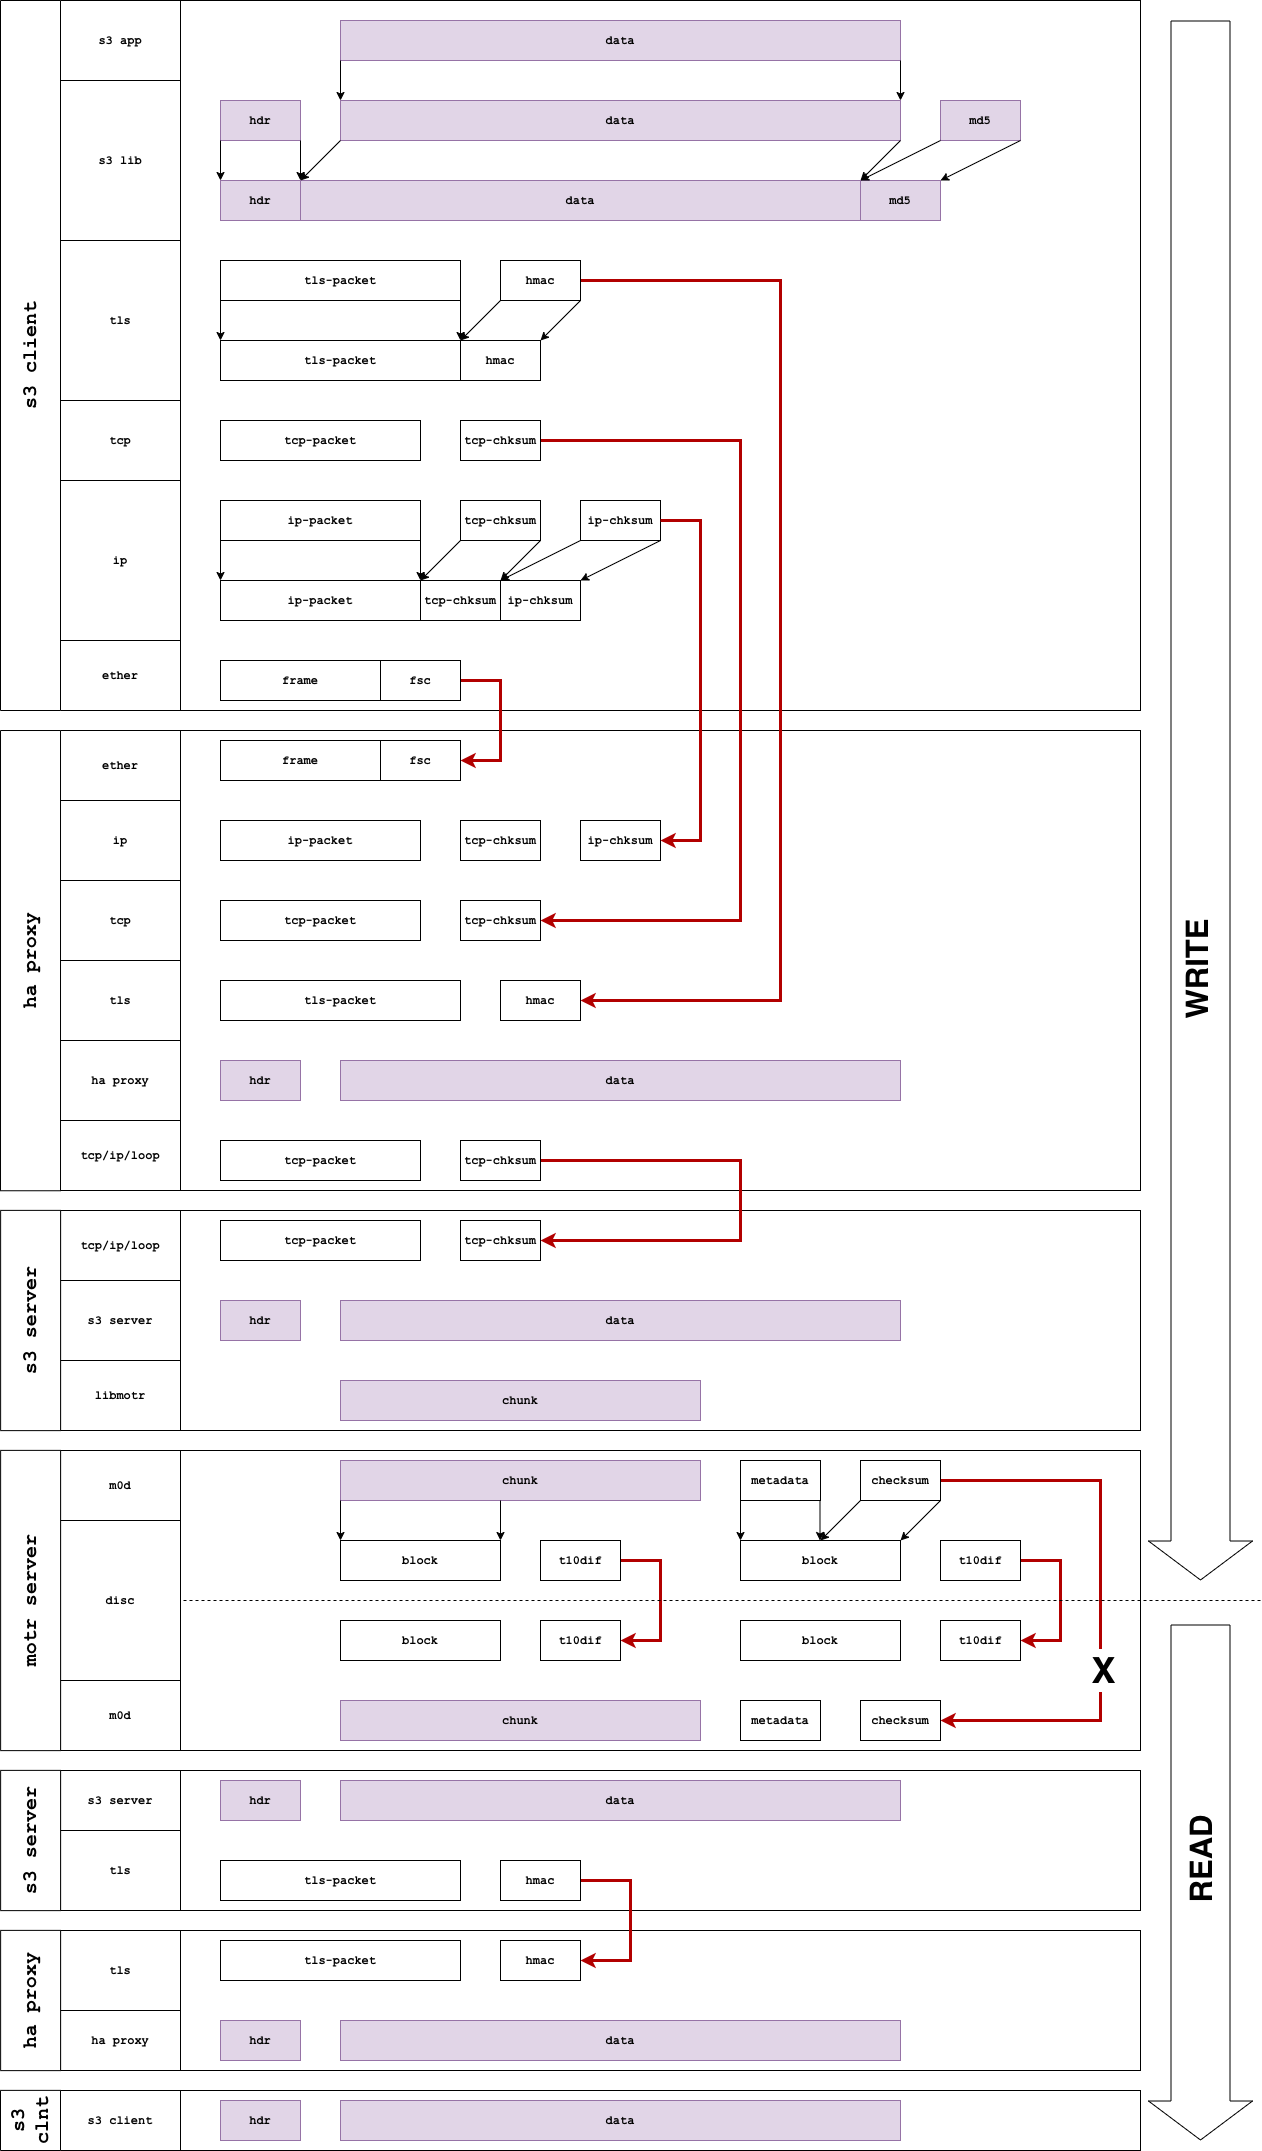 s3 client
s3 app
data
s3 lib
hdr
data
md5
hdr
data
md5
tls
tls-packet
hmac
tls-packet
hmac
tcp
tcp-packet
tcp-chksum
ip
ip-packet
tcp-chksum
ip-chksum
ip-packet
tcp-chksum
ip-chksum
ether
frame
fsc
ha proxy
ether
frame
fsc
ip
ip-packet
tcp-chksum
ip-chksum
tcp
tcp-packet
tcp-chksum
tls
tls-packet
hmac
ha proxy
hdr
data
tcp/ip/loop
tcp-packet
tcp-chksum
WRITE
s3 server
tcp/ip/loop
tcp-packet
tcp-chksum
s3 server
hdr
data
libmotr
chunk
motr server
m0d
chunk
metadata
checksum
disc
block
t10dif
block
t10dif
block
t10dif
block
t10dif
X
m0d
chunk
metadata
checksum
s3 server
s3 server
hdr
data
tls
tls-packet
hmac
READ
ha proxy
tls
tls-packet
hmac
ha proxy
hdr
data
s3
clnt
s3 client
hdr
data